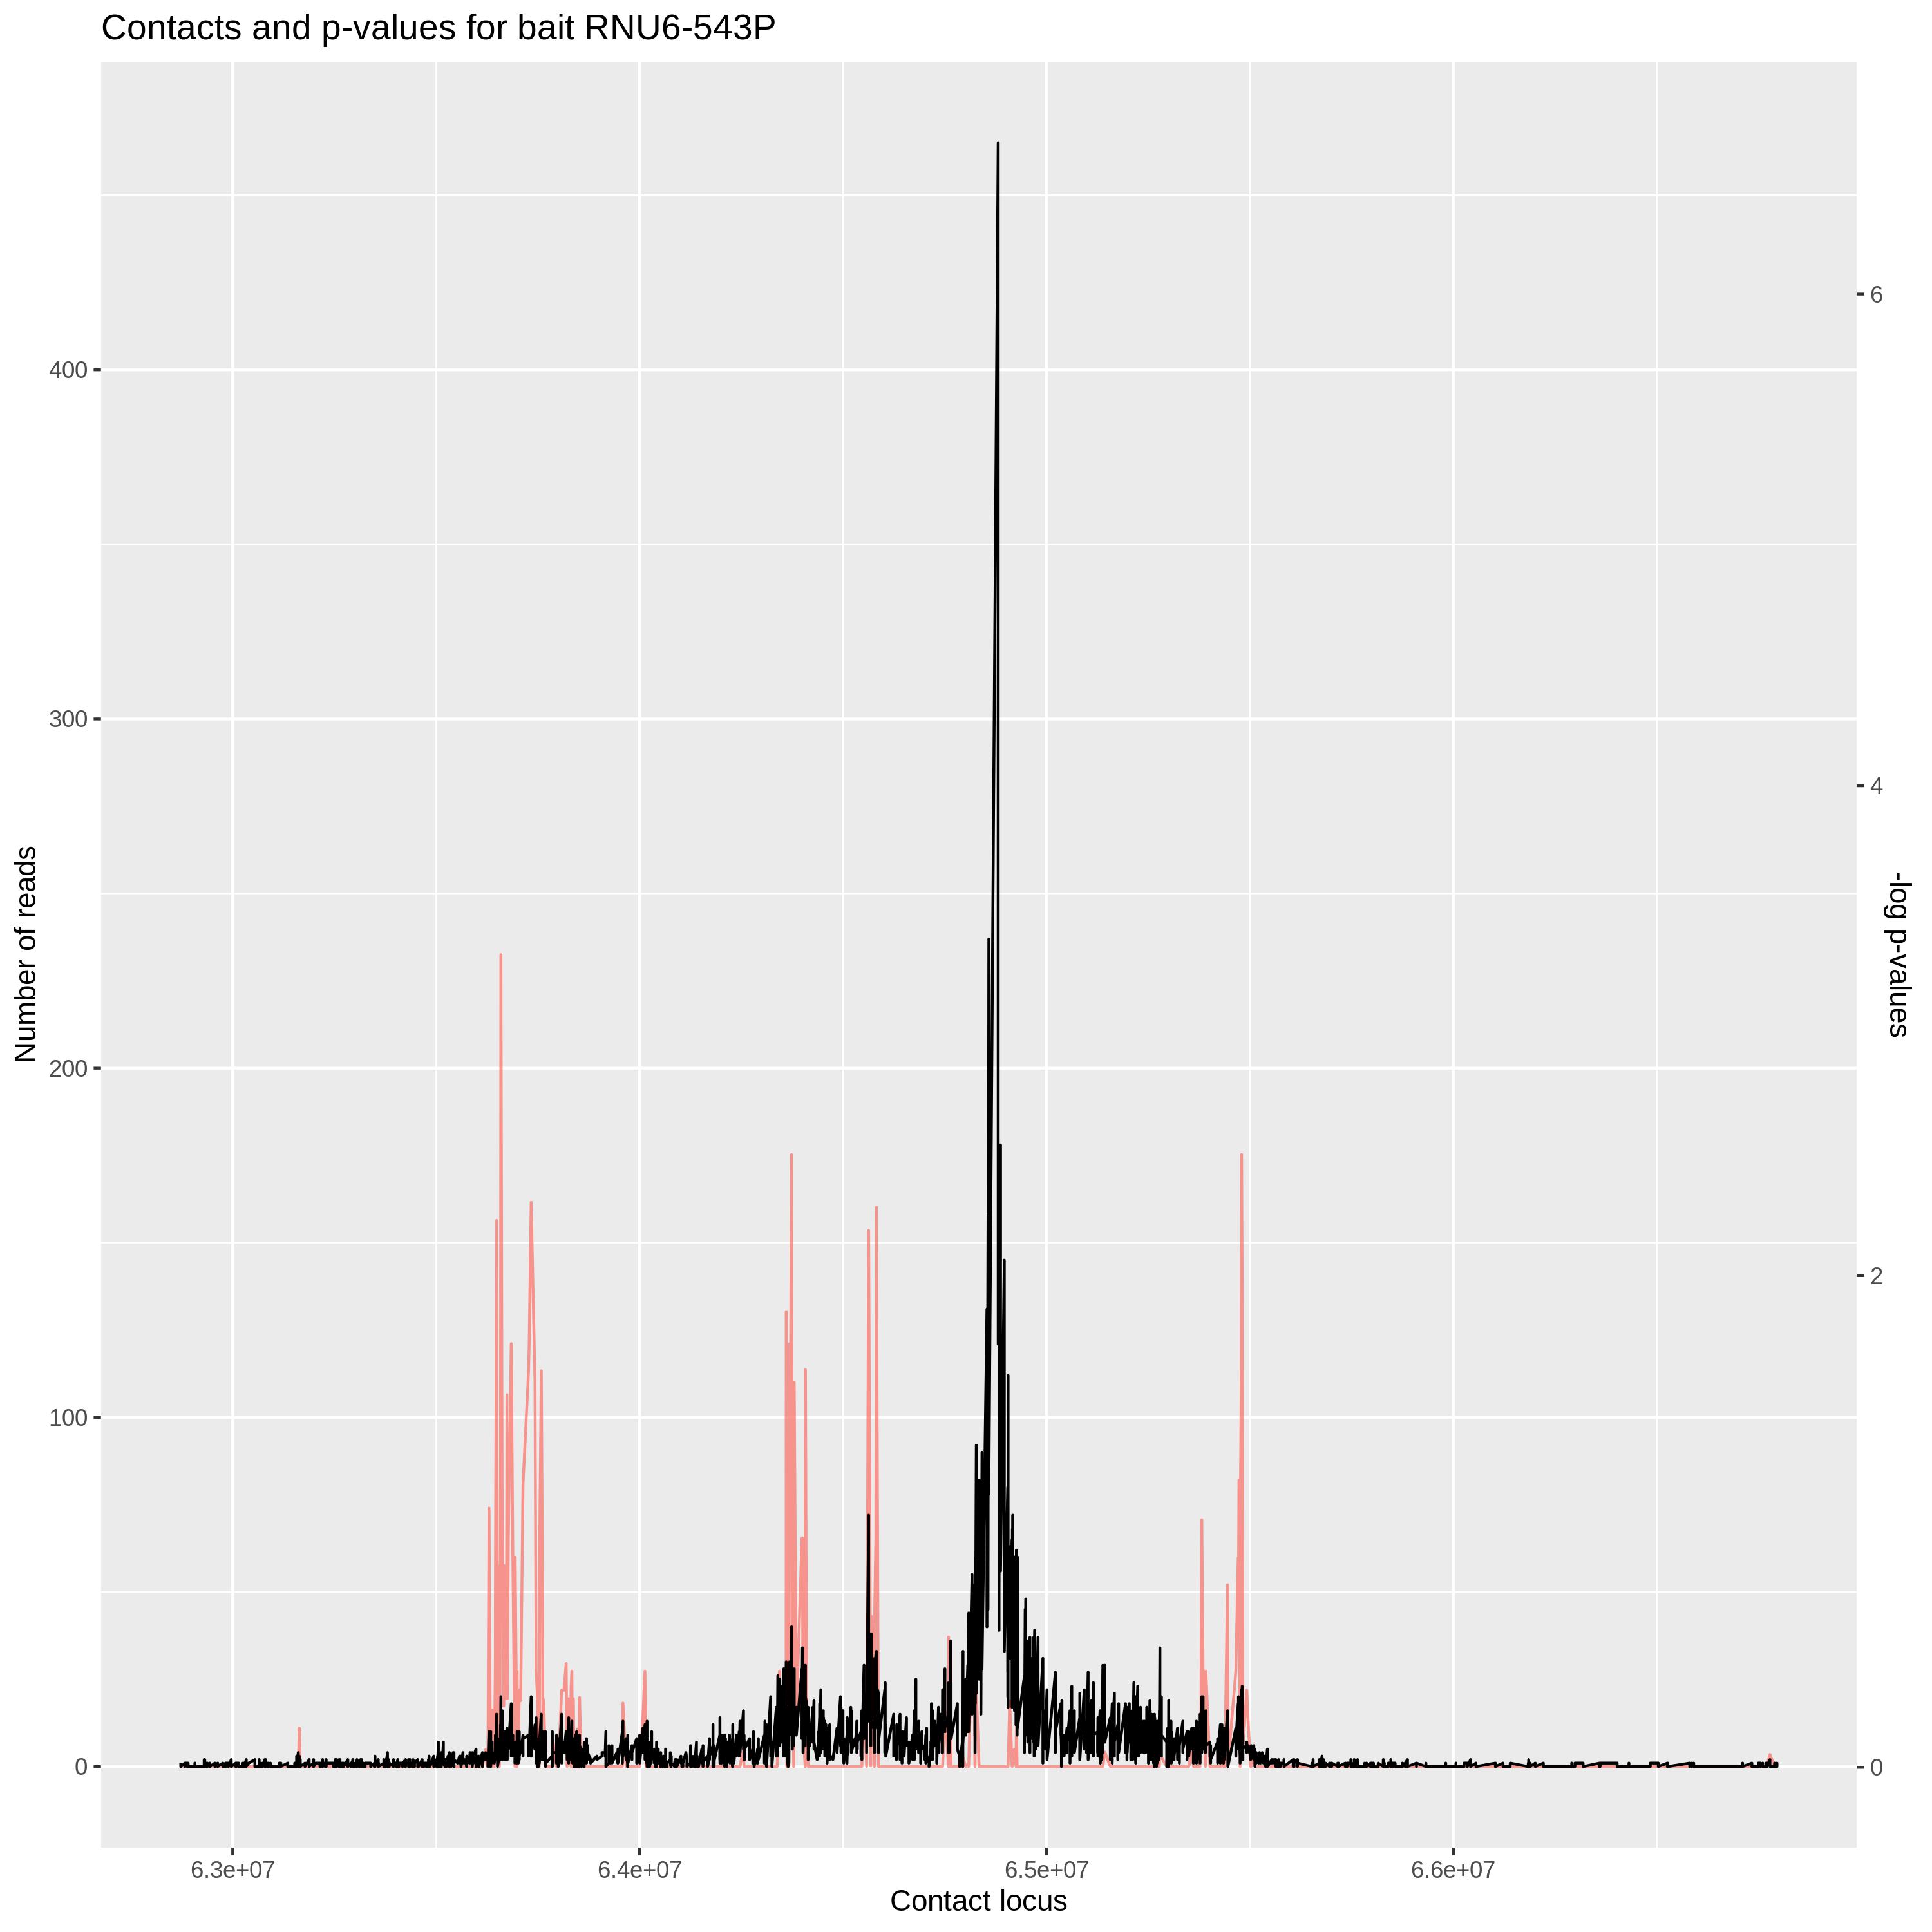 Contacts and p-values for bait RNU6-543P
Number of reads
400
300
200
100
0
6
4
2
0
-log p-values
6.3e+07
6.4e+07
6.5e+07
6.6e+07
Contact locus